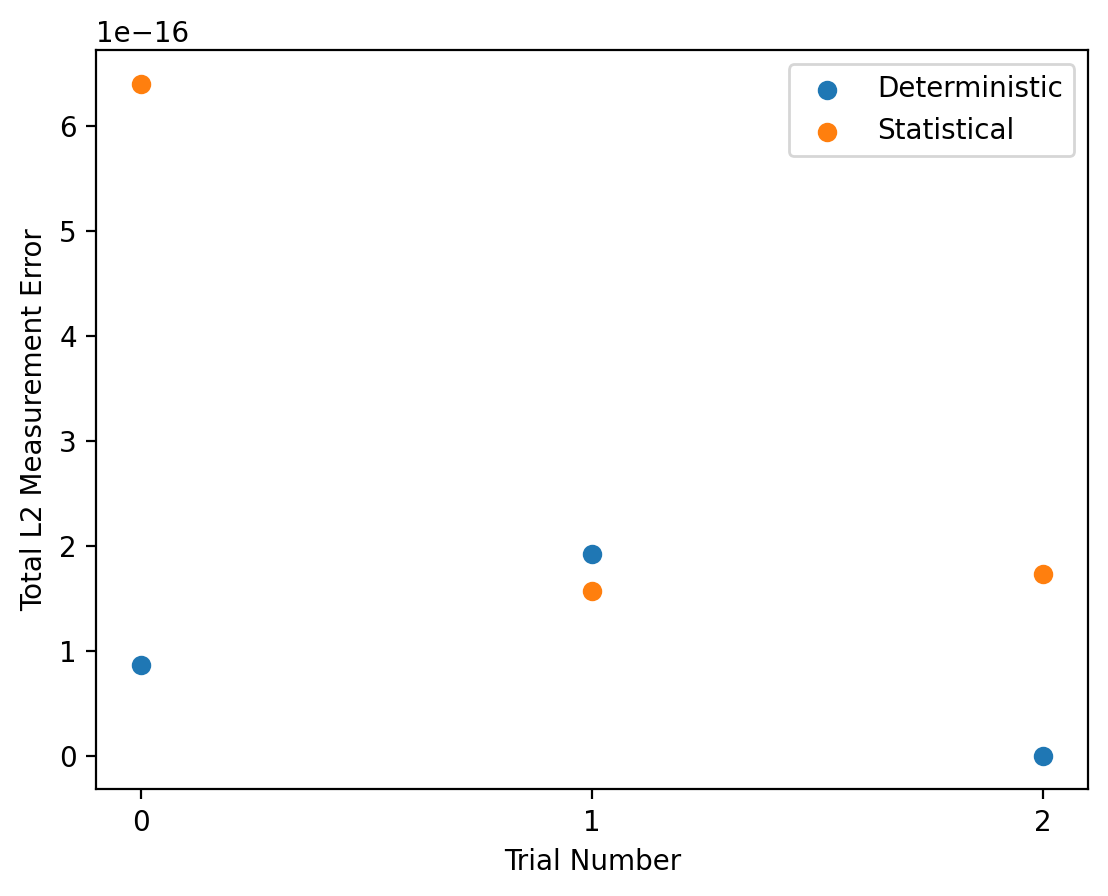 1e−16
Deterministic
Statistical
6
5
4
3
2
1
0
Total L2 Measurement Error
0 1 2
Trial Number